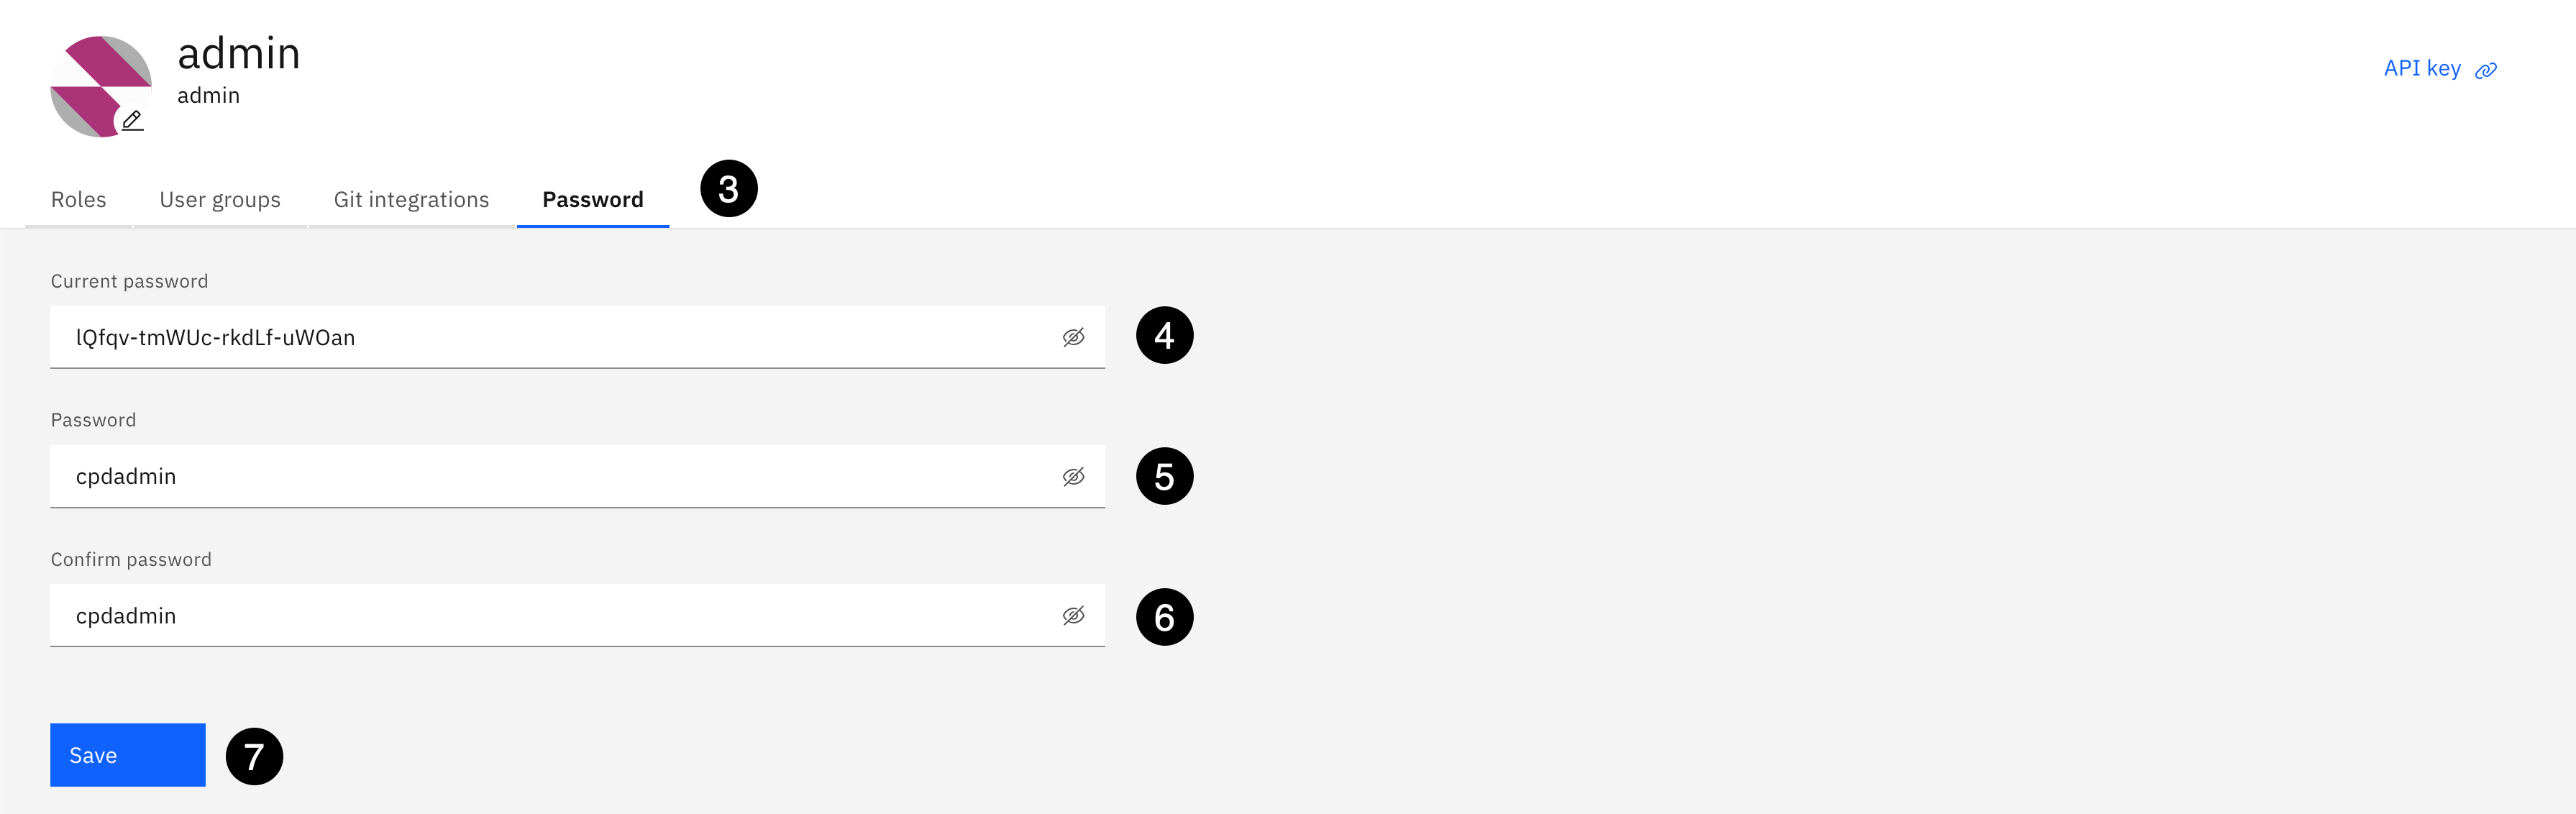 admin
admin
API key
Roles
User groups
Git integrations
Password
3
Current password
lQfqv-tmWUc-rkdLf-uWOan
4
Password
cpdadmin
5
Confirm password
cpdadmin
6
Save
7